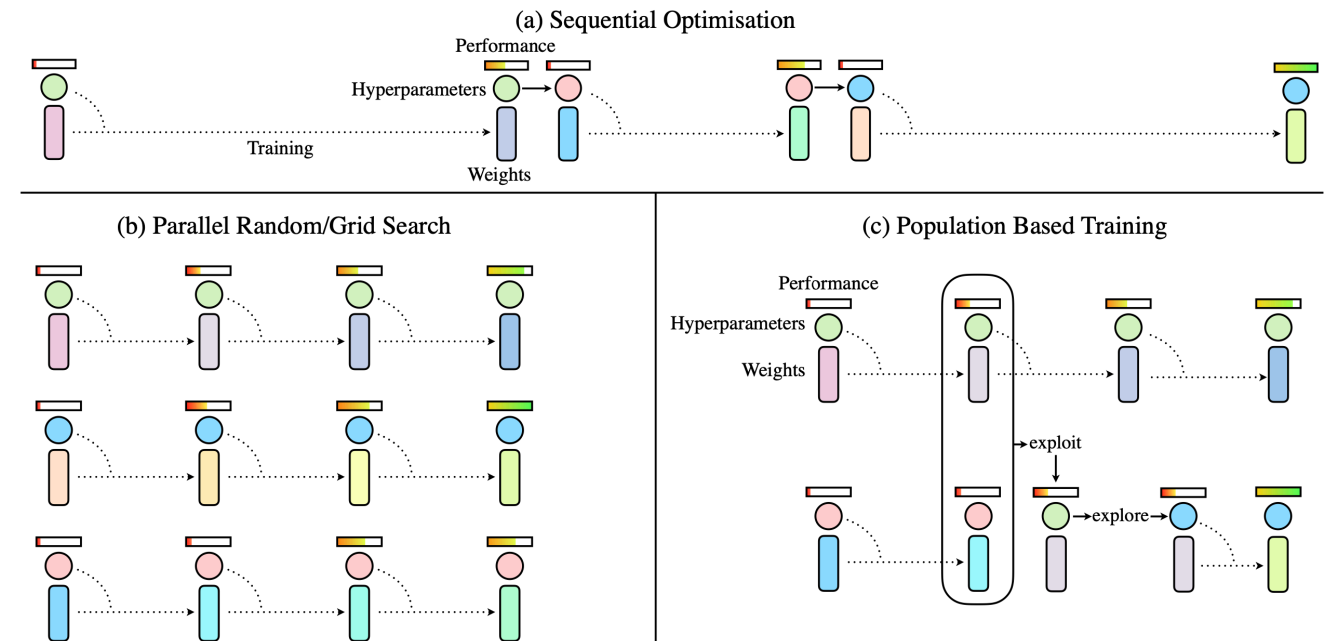 (a) Sequential Optimisation
Performance
Hyperparameters
Training
Weights
(b) Parallel Random/Grid Search
(c) Population Based Training
Performance
Hyperparameters
Weights
exploit
explore